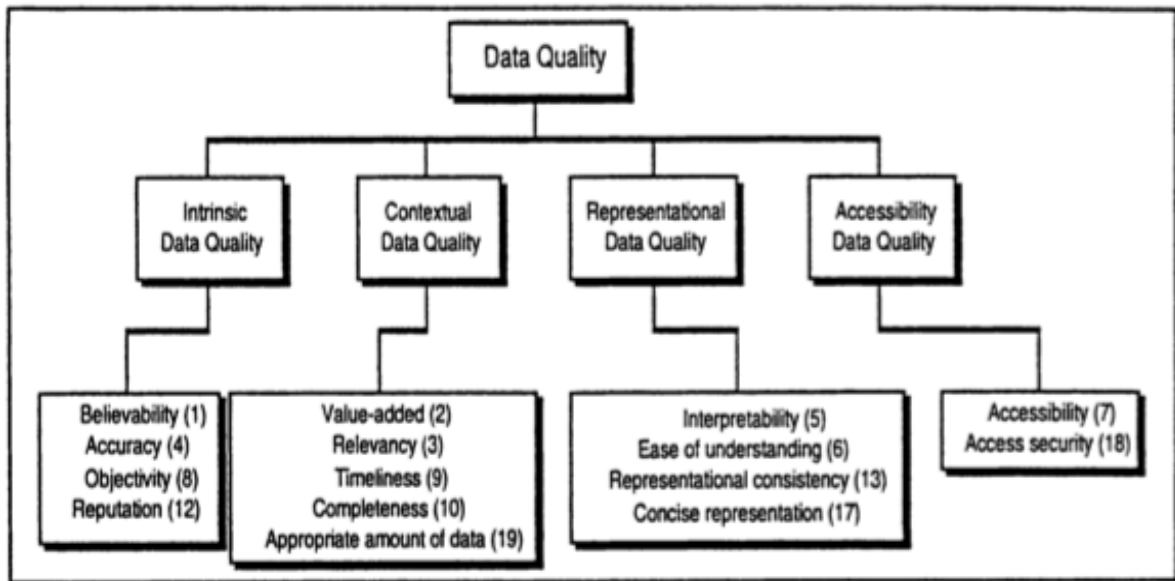 Data Quality
Intrinsic
Data Quality
Contextual
Data Quality
Representational
Data Quality
Accessibility
Data Quality
Believability (1)
Accuracy (4)
Objectivity (8)
Reputation (12)
Value-added (2)
Relevancy (3)
Timeliness (9)
Completeness (10)
Appropriate amount of data (19)
Interpretability (5)
Ease of understanding (6)
Representational consistency (13)
Concise representation (17)
Accessibility (7)
Access security (18)